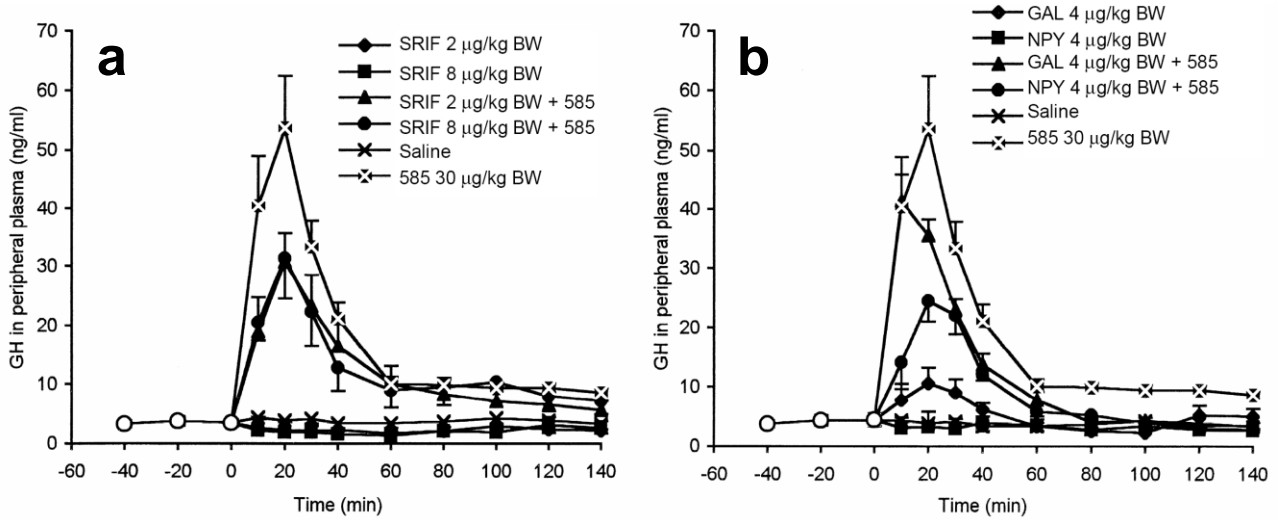 a
GH in peripheral plasma (ng/ml)
70
60
50
40
30
20
10
0
-60 -40 -20 0 20 40 60 80 100 120 140
Time (min)
SRIF 2 μg/kg BW
SRIF 8 μg/kg BW
SRIF 2 μg/kg BW + 585
SRIF 8 μg/kg BW + 585
Saline
585 30 μg/kg BW
b
GH in peripheral plasma (ng/ml)
70
60
50
40
30
20
10
0
-60 -40 -20 0 20 40 60 80 100 120 140
Time (min)
GAL 4 μg/kg BW
NPY 4 μg/kg BW
GAL 4 μg/kg BW + 585
NPY 4 μg/kg BW + 585
Saline
585 30 μg/kg BW